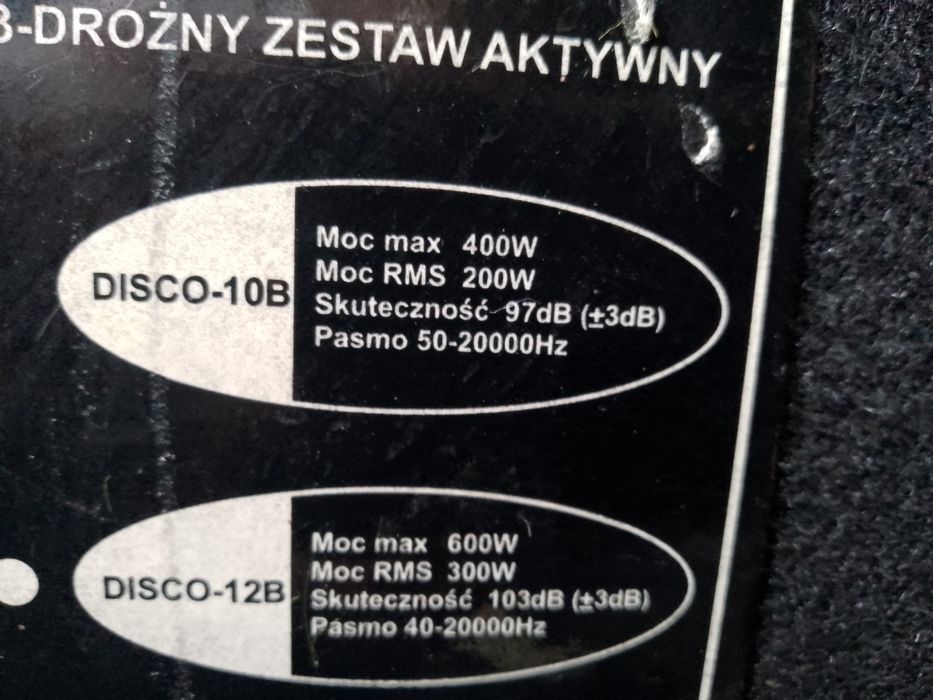 3-DROŻNY ZESTAW AKTYWNY
DISCO-10B
Moc max 400W
Moc RMS 200W
Skuteczność 97dB (±3dB)
Pasmo 50-20000Hz
DISCO-12B
Moc max 600W
Moc RMS 300W
Skuteczność 103dB (±3dB)
Pasmo 40-20000Hz